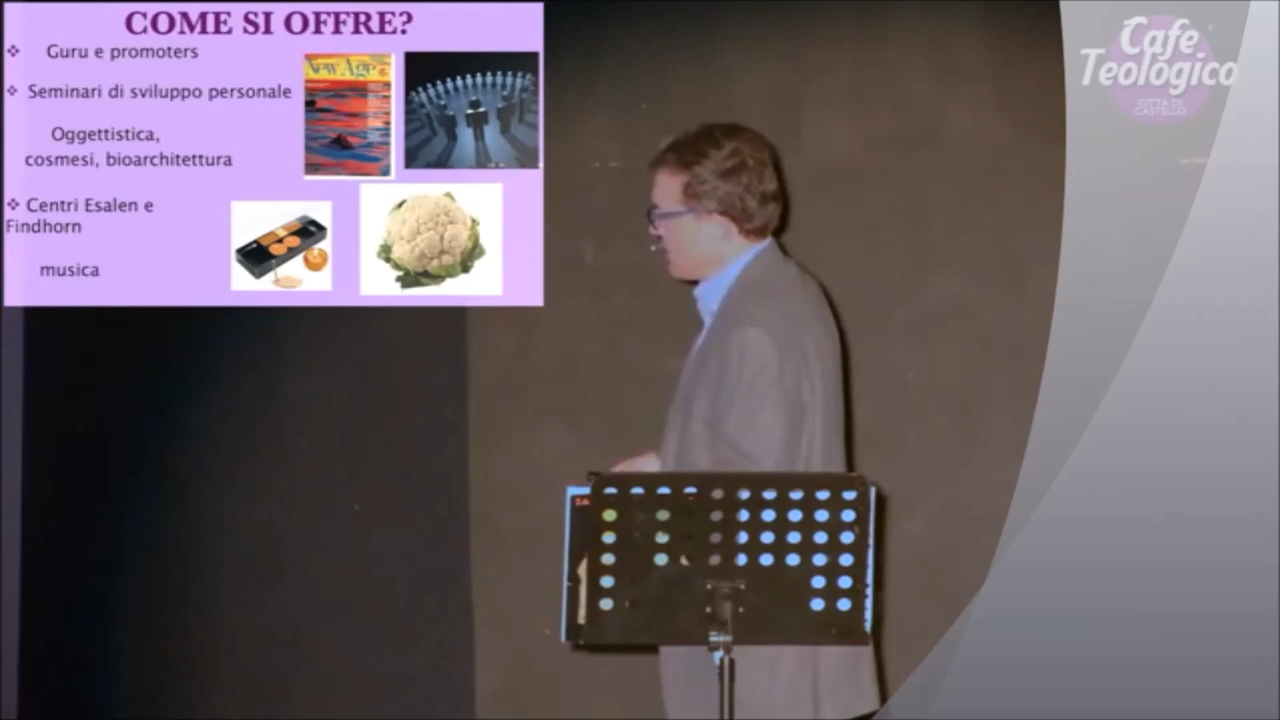 COME SI OFFRE?
❖ Guru e promoters
❖ Seminari di sviluppo personale
Oggettistica,
cosmesi, bioarchitettura
❖ Centri Esalen e
Findhorn
musica
New Age
Cafe
Teologico
CITTÀ DI
CASTELLO